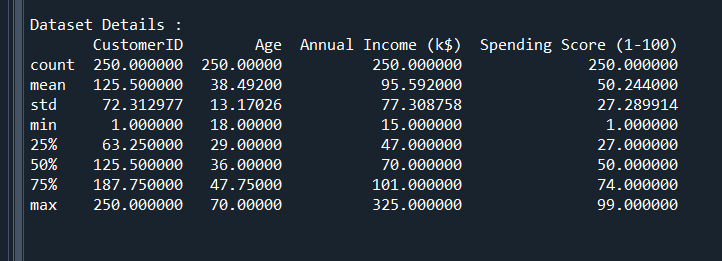 Dataset Details :
CustomerID Age Annual Income (k$) Spending Score (1-100)
count 250.000000 250.00000 250.000000 250.000000
mean 125.500000 38.49200 95.592000 50.244000
std 72.312977 13.17026 77.308758 27.289914
min 1.000000 18.00000 15.000000 1.000000
25% 63.250000 29.00000 47.000000 27.000000
50% 125.500000 36.00000 70.000000 50.000000
75% 187.750000 47.75000 101.000000 74.000000
max 250.000000 70.00000 325.000000 99.000000